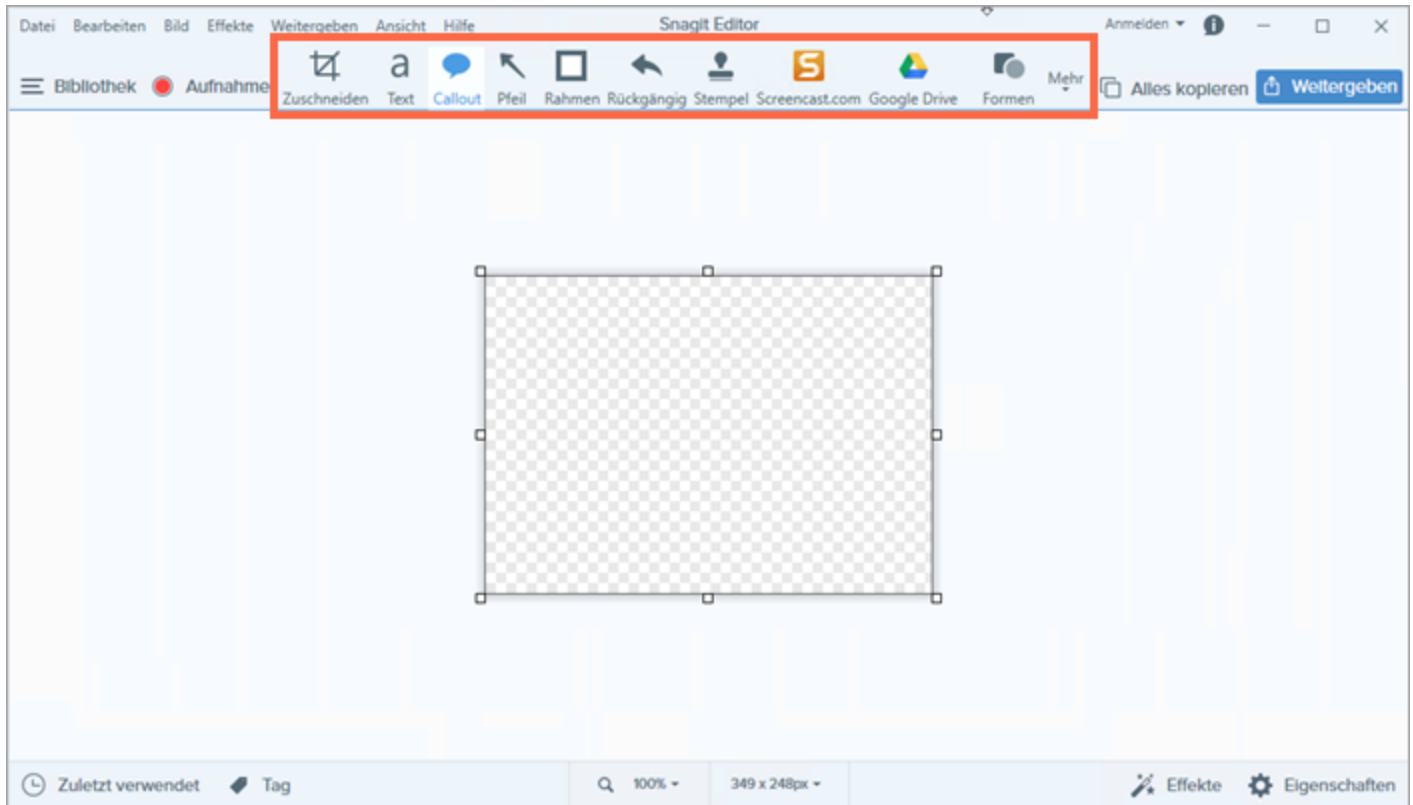 Datei Bearbeiten Bild Effekte Weitergeben Ansicht Hilfe Snagit Editor Anmelden
Bibliothek Aufnahme Zuschneiden a Text Callout Pfeil Rahmen Rückgängig Stempel S Screencast.com Google Drive Formen Mehr Alles kopieren Weitergeben
Zuletzt verwendet Tag 100% 349 x 248px Effekte Eigenschaften